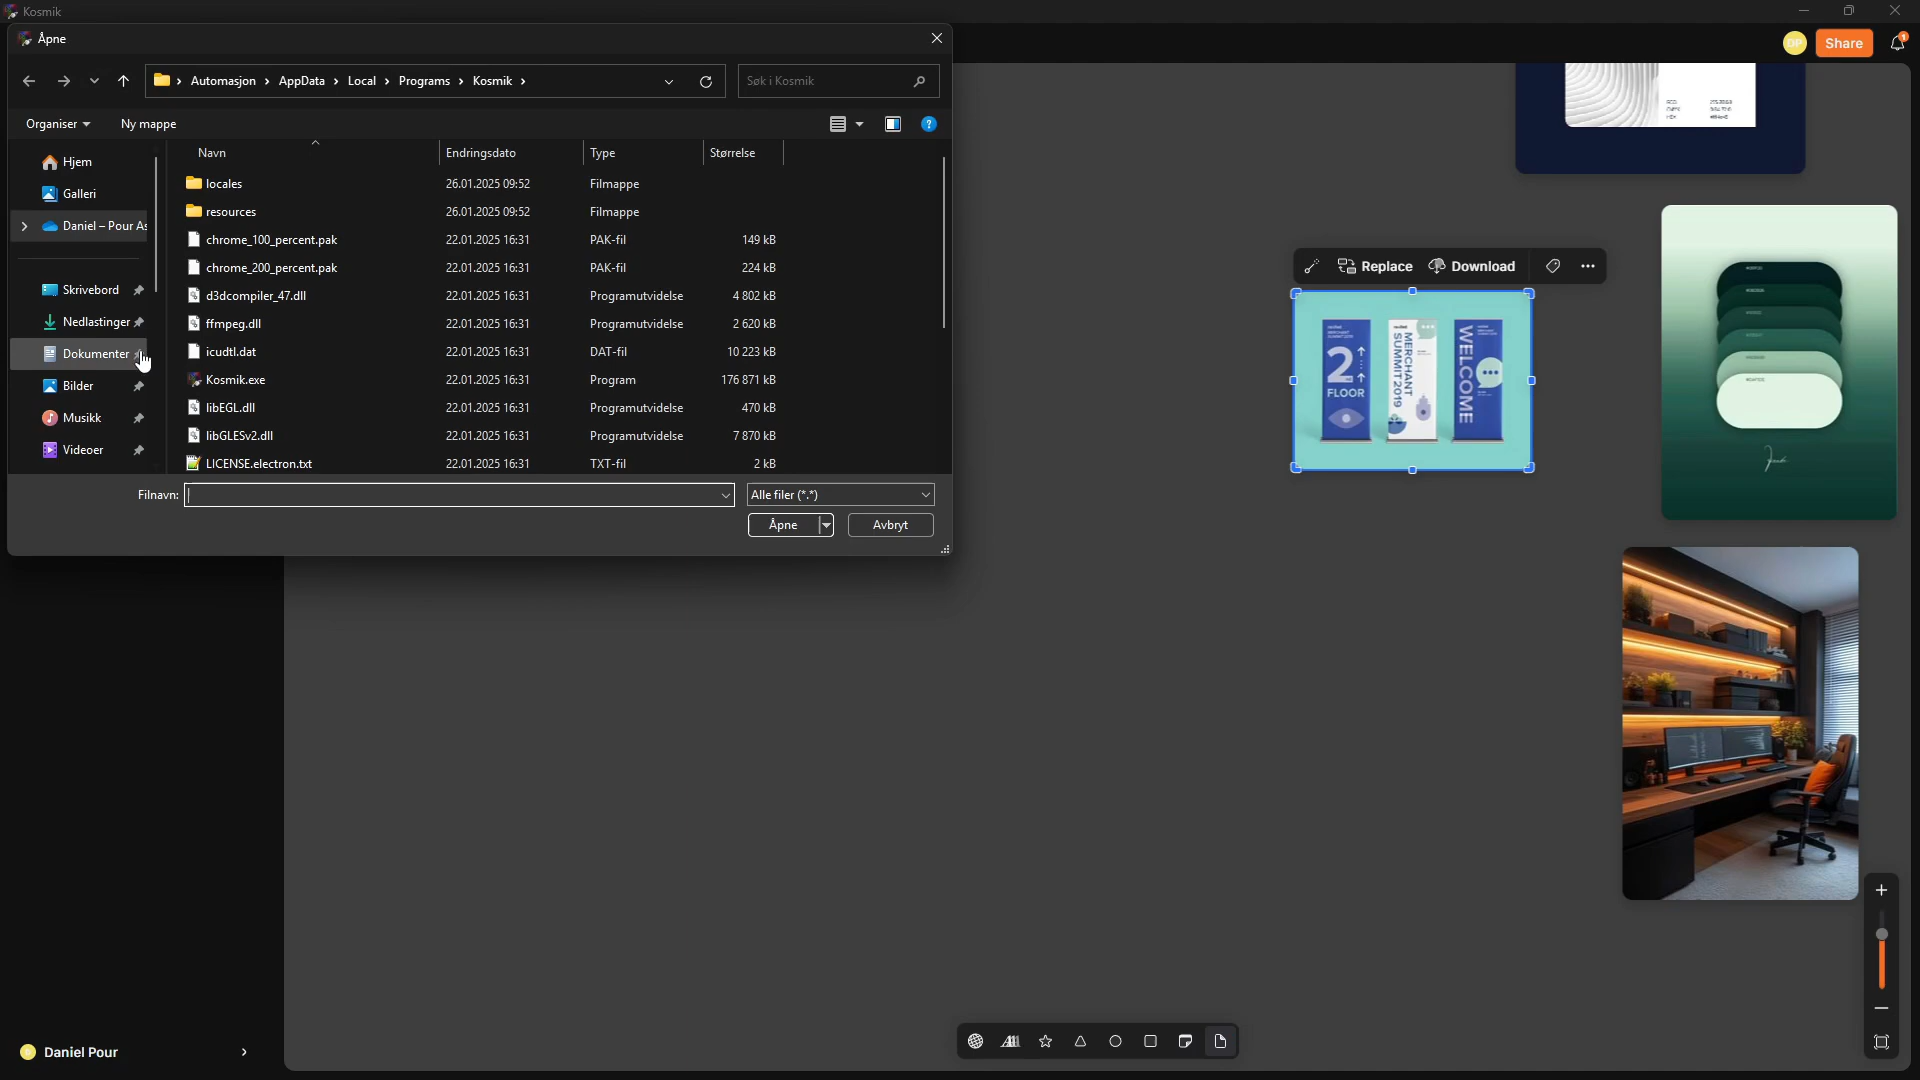 Kosmik
Åpne
Automasjon
AppData
Local
Programs
Kosmik
Søk i Kosmik
Organiser
Ny mappe
Navn
Endringsdato
Type
Størrelse
Hjem
Galleri
Daniel – Pour As
Skrivebord
Nedlastinger
Dokumenter
Bilder
Musikk
Videoer
locales 26.01.2025 09:52 Filmappe
resources 26.01.2025 09:52 Filmappe
chrome_100_percent.pak 22.01.2025 16:31 PAK-fil 149 kB
chrome_200_percent.pak 22.01.2025 16:31 PAK-fil 224 kB
d3dcompiler_47.dll 22.01.2025 16:31 Programutvidelse 4 802 kB
ffmpeg.dll 22.01.2025 16:31 Programutvidelse 2 620 kB
icudtl.dat 22.01.2025 16:31 DAT-fil 10 223 kB
Kosmik.exe 22.01.2025 16:31 Program 176 871 kB
libEGL.dll 22.01.2025 16:31 Programutvidelse 470 kB
libGLESv2.dll 22.01.2025 16:31 Programutvidelse 7 870 kB
LICENSE.electron.txt 22.01.2025 16:31 TXT-fil 2 kB
Filnavn:
Alle filer (*.*)
Åpne
Avbryt
DP
Share
1
Replace
Download
2
FLOOR
MERCHANT
SUMMIT 2019
WELCOME
Daniel Pour